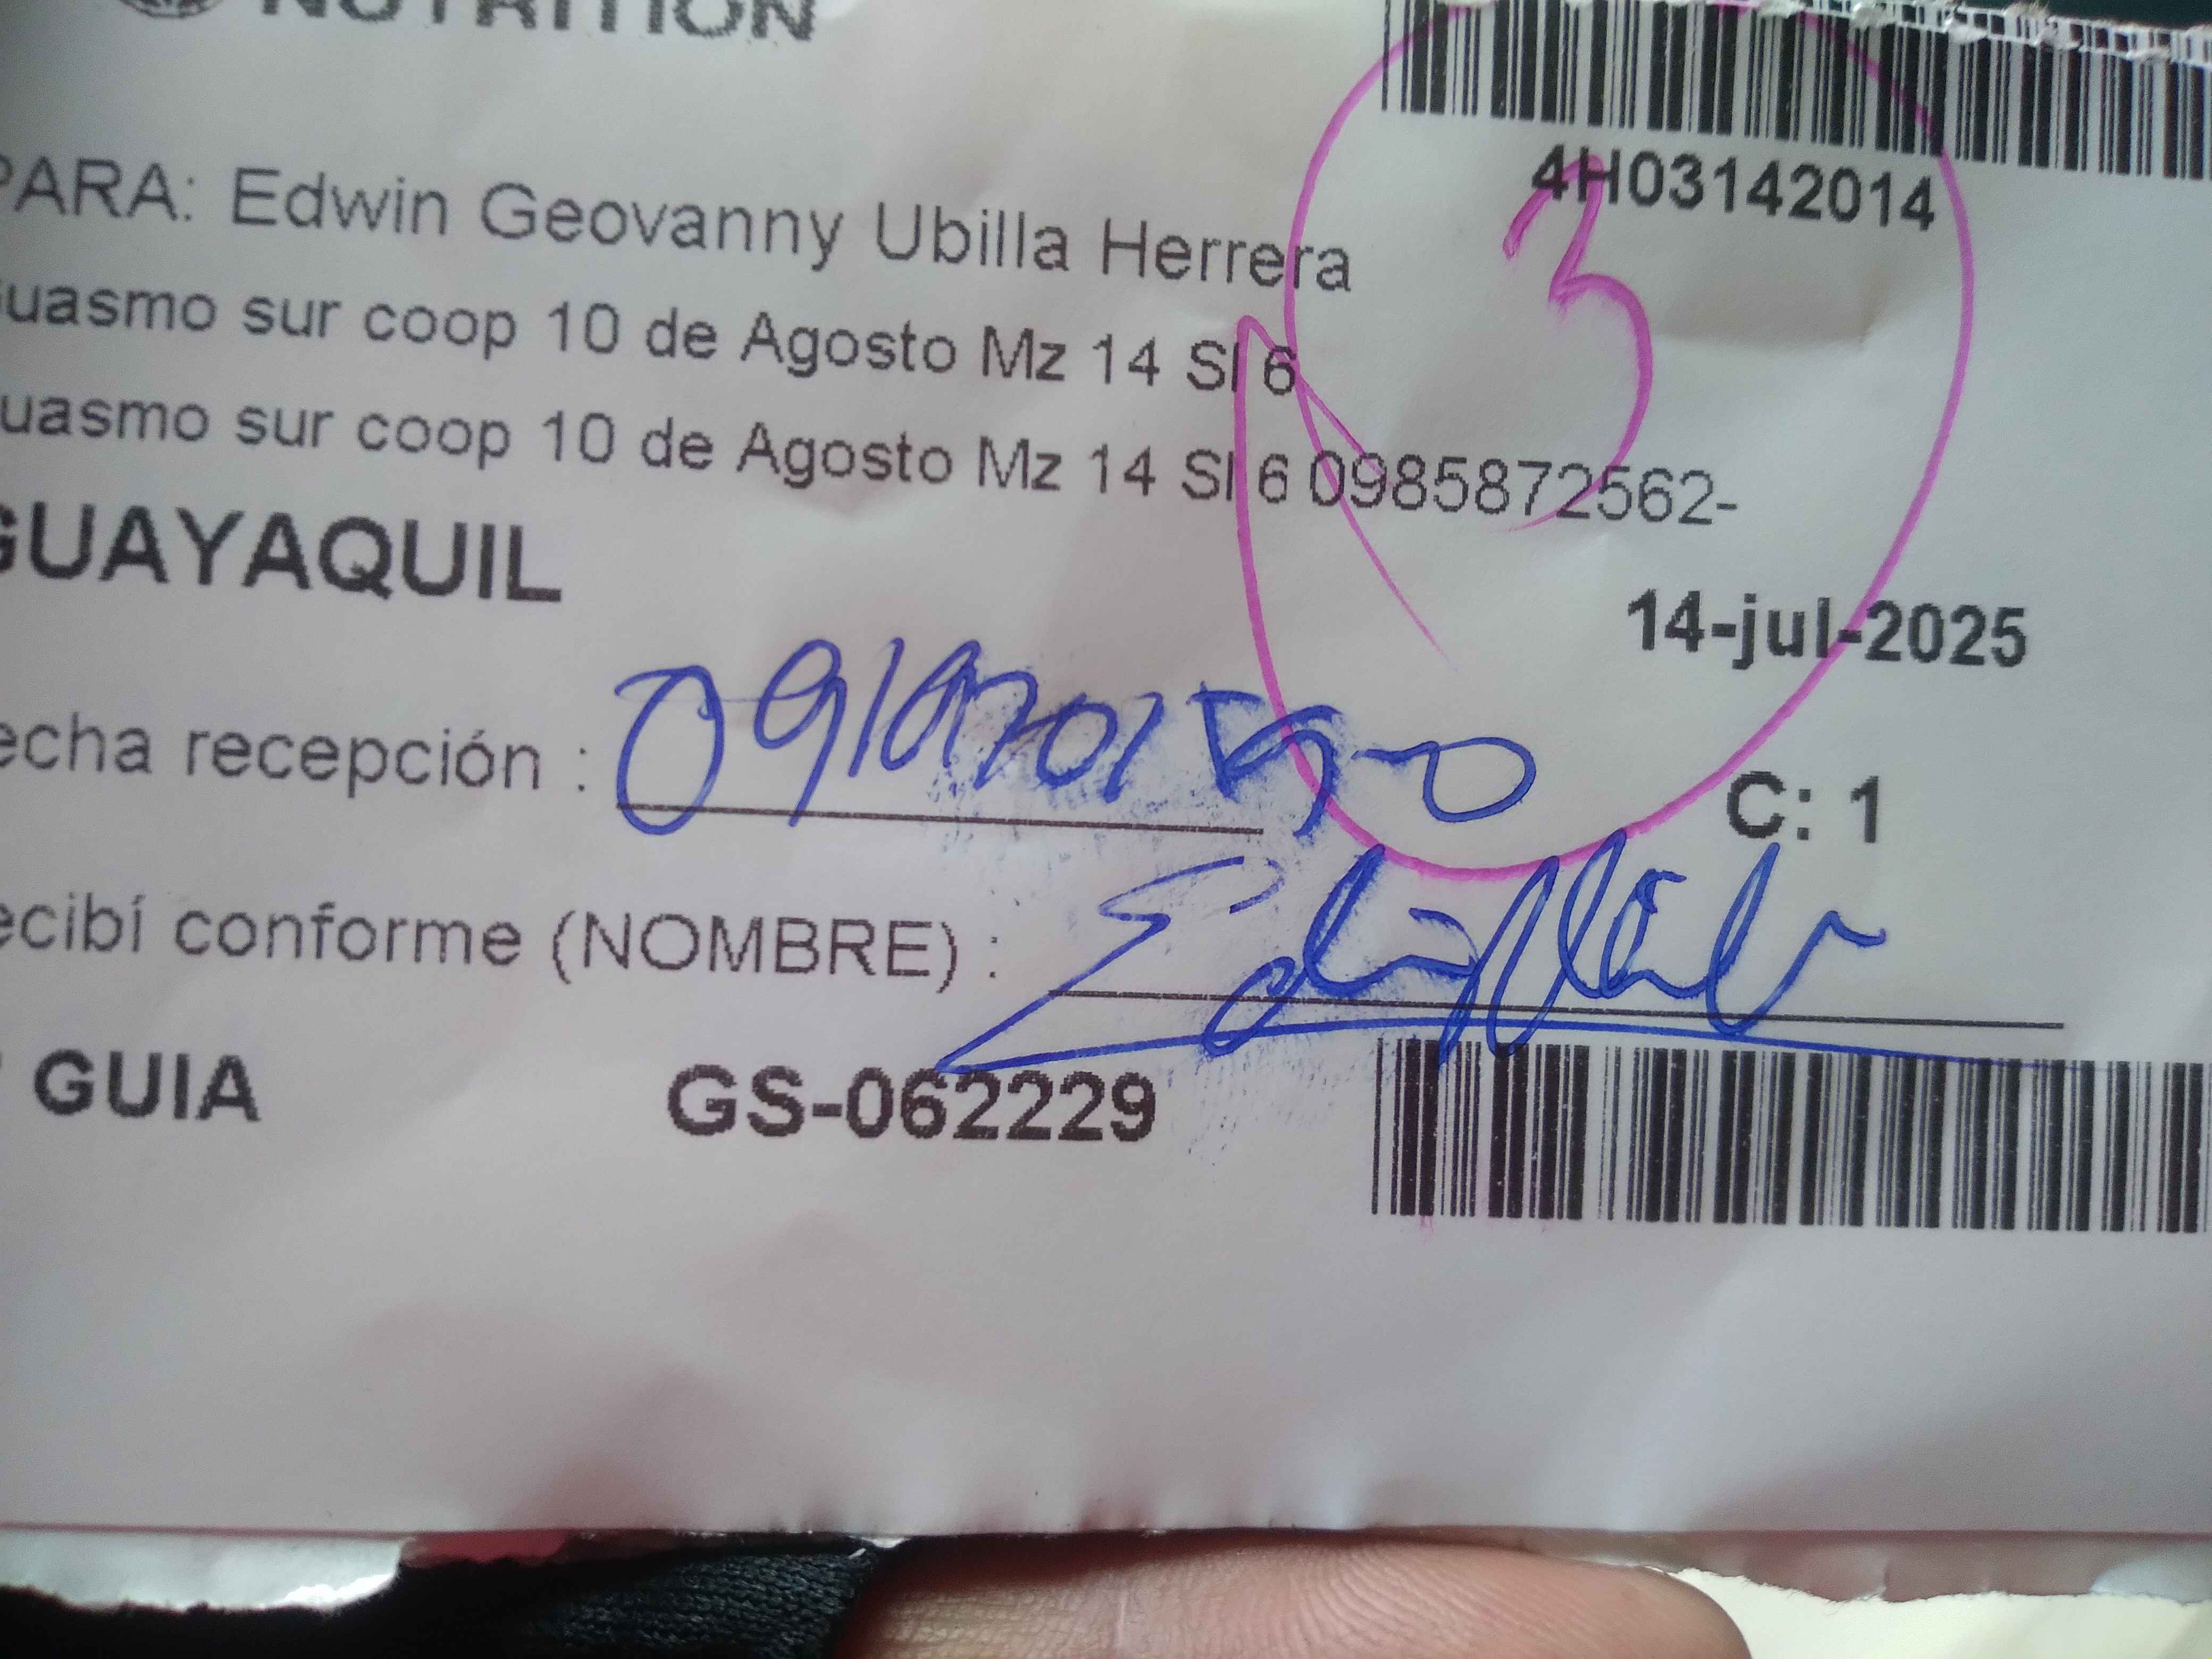 NUTRITION
4H03142014
PARA: Edwin Geovanny Ubilla Herrera
3
uasmo sur coop 10 de Agosto Mz 14 Sl 6
uasmo sur coop 10 de Agosto Mz 14 Sl 6 0985872562-
GUAYAQUIL
14-jul-2025
echa recepción :
C: 1
ecibí conforme (NOMBRE) :
GUIA GS-062229